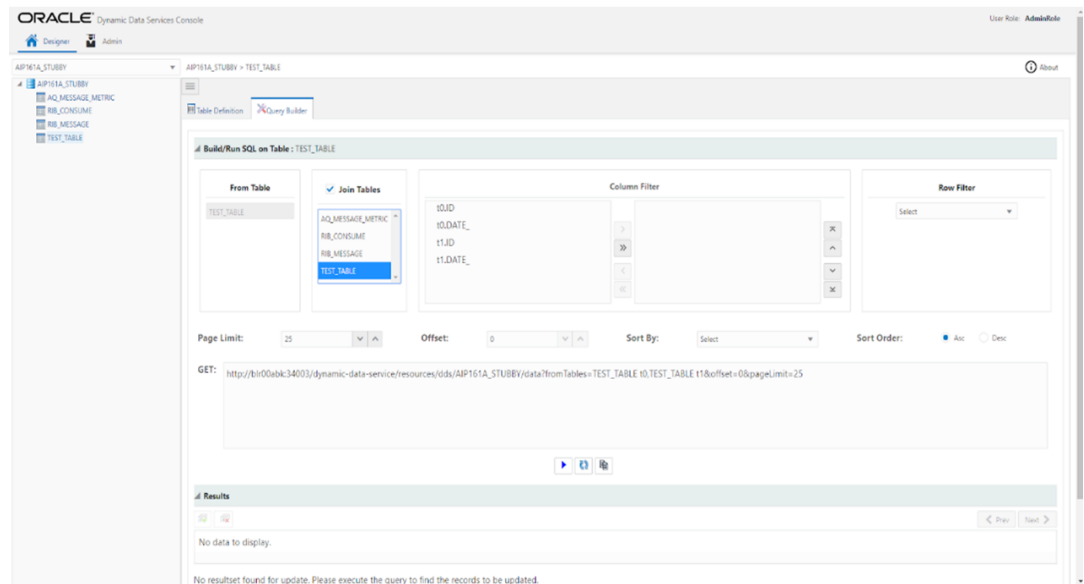 ORACLE Dynamic Data Services Console
User Role: AdminRole
Designer Admin
AIP161A_STUBBY
AIP161A_STUBBY > TEST_TABLE
About
AIP161A_STUBBY
AQ_MESSAGE_METRIC
RIB_CONSUME
RIB_MESSAGE
TEST_TABLE
Table Definition Query Builder
Build/Run SQL on Table : TEST_TABLE
From Table
TEST_TABLE
Join Tables
AQ_MESSAGE_METRIC
RIB_CONSUME
RIB_MESSAGE
TEST_TABLE
Column Filter
t0.ID
t0.DATE_
t1.ID
t1.DATE_
Row Filter
Select
Page Limit: 25 Offset: 0 Sort By: Select Sort Order: Asc Desc
GET: http://blr00abk:34003/dynamic-data-service/resources/dds/AIP161A_STUBBY/data?fromTables=TEST_TABLE t0,TEST_TABLE t1&offset=0&pageLimit=25
Results
Prev Next
No data to display.
No resultset found for update. Please execute the query to find the records to be updated.